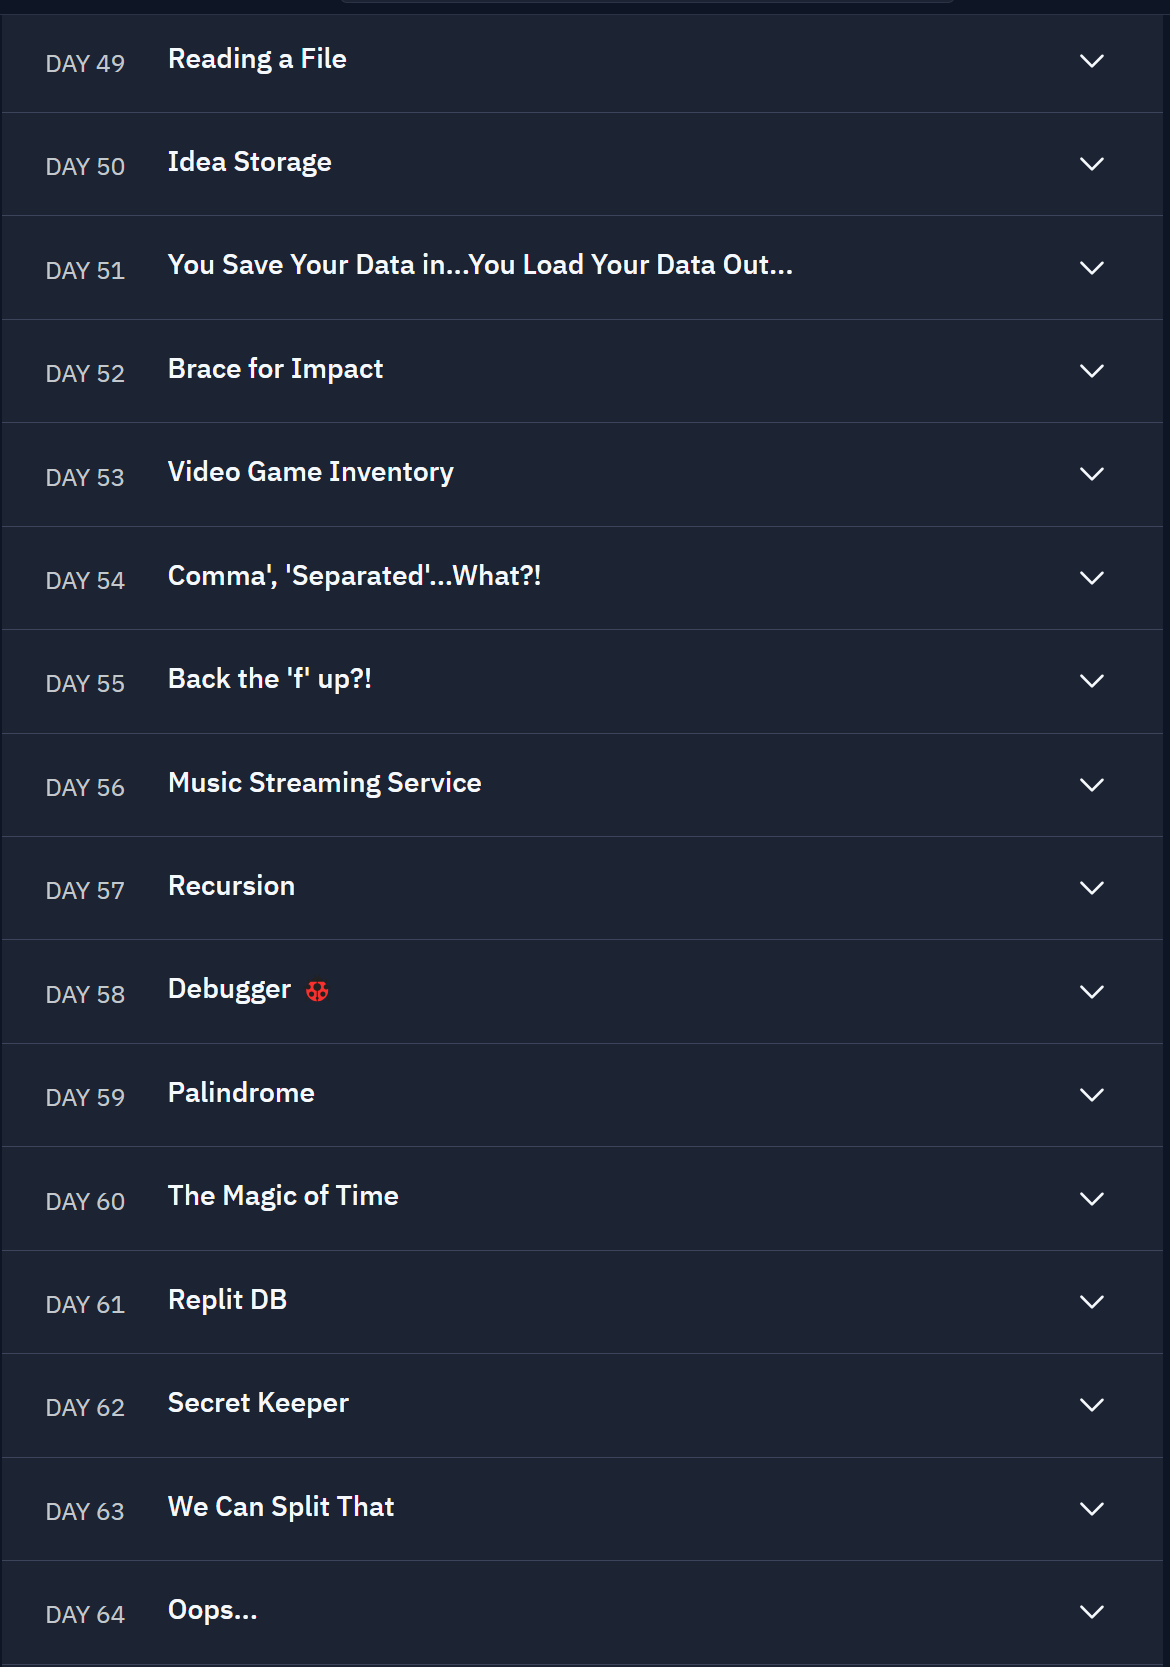 DAY 49 Reading a File
DAY 50 Idea Storage
DAY 51 You Save Your Data in...You Load Your Data Out...
DAY 52 Brace for Impact
DAY 53 Video Game Inventory
DAY 54 Comma', 'Separated'...What?!
DAY 55 Back the 'f' up?!
DAY 56 Music Streaming Service
DAY 57 Recursion
DAY 58 Debugger
DAY 59 Palindrome
DAY 60 The Magic of Time
DAY 61 Replit DB
DAY 62 Secret Keeper
DAY 63 We Can Split That
DAY 64 Oops...